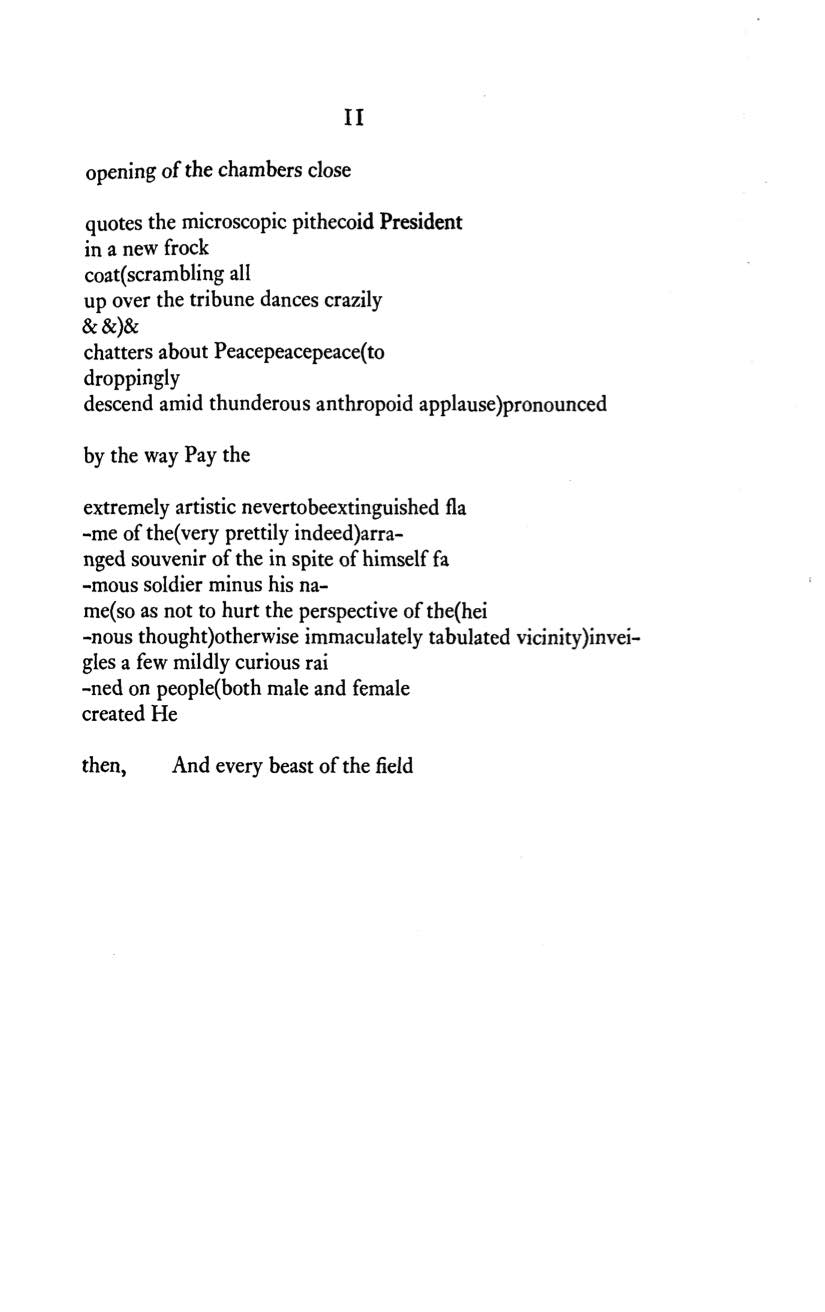 II
opening of the chambers close
quotes the microscopic pithecoid President
in a new frock
coat(scrambling all
up over the tribune dances crazily
& &)&
chatters about Peacepeacepeace(to
droppingly
descend amid thunderous anthropoid applause)pronounced
by the way Pay the
extremely artistic nevertobeextinguished fla
-me of the(very prettily indeed)arra-
nged souvenir of the in spite of himself fa
-mous soldier minus his na-
me(so as not to hurt the perspective of the(hei
-nous thought)otherwise immaculately tabulated vicinity)invei-
gles a few mildly curious rai
-ned on people(both male and female
created He
then, And every beast of the field